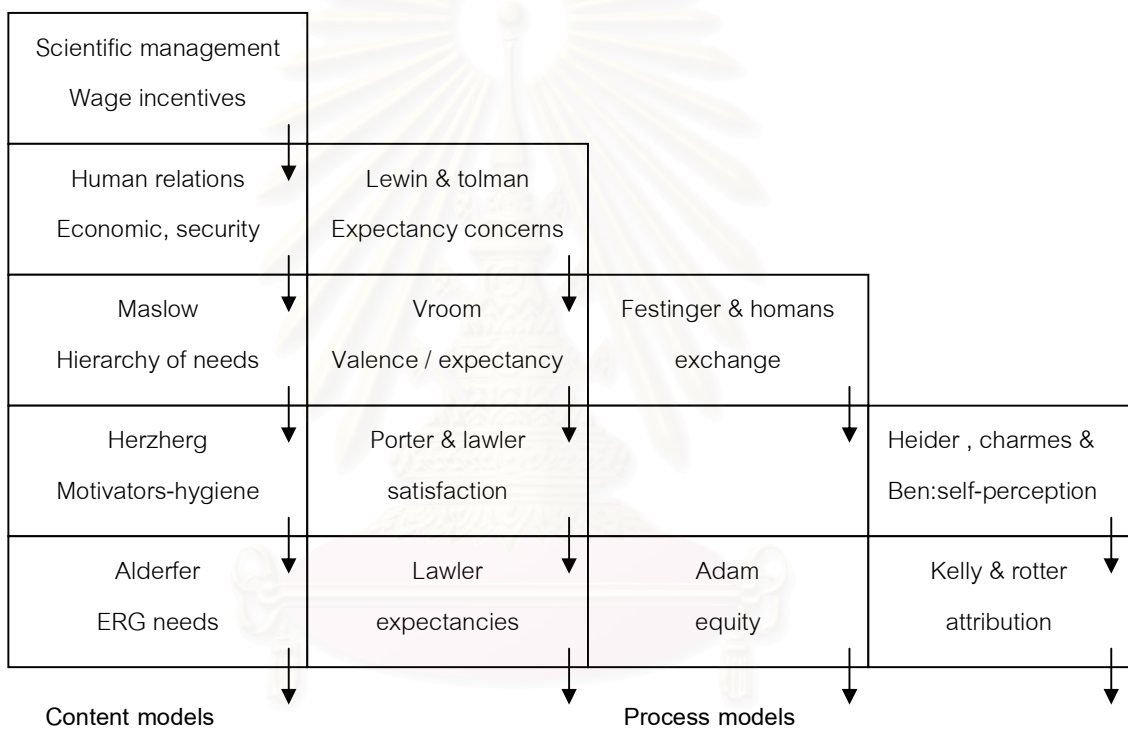 Scientific management
Wage incentives
Human relations
Economic, security
Lewin & tolman
Expectancy concerns
Maslow
Hierarchy of needs
Vroom
Valence / expectancy
Festinger & homans
exchange
Herzherg
Motivators-hygiene
Porter & lawler
satisfaction
Heider , charmes &
Ben:self-perception
Alderfer
ERG needs
Lawler
expectancies
Adam
equity
Kelly & rotter
attribution
Content models
Process models